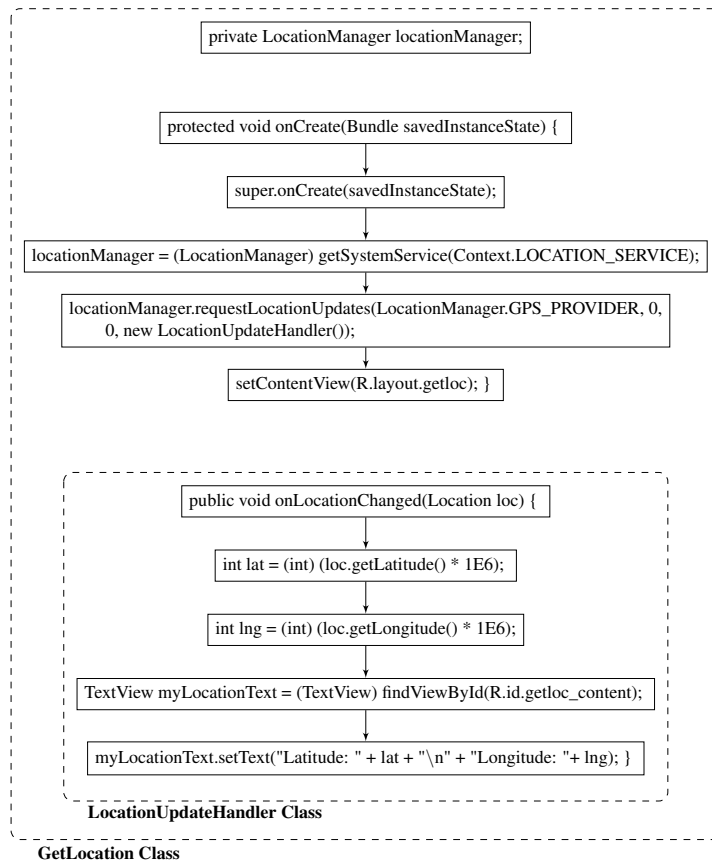 private LocationManager locationManager;
protected void onCreate(Bundle savedInstanceState) {
super.onCreate(savedInstanceState);
locationManager = (LocationManager) getSystemService(Context.LOCATION_SERVICE);
locationManager.requestLocationUpdates(LocationManager.GPS_PROVIDER, 0,
0, new LocationUpdateHandler());
setContentView(R.layout.getloc); }
public void onLocationChanged(Location loc) {
int lat = (int) (loc.getLatitude() * 1E6);
int lng = (int) (loc.getLongitude() * 1E6);
TextView myLocationText = (TextView) findViewById(R.id.getloc_content);
myLocationText.setText("Latitude: " + lat + "\n" + "Longitude: "+ lng); }
LocationUpdateHandler Class
GetLocation Class